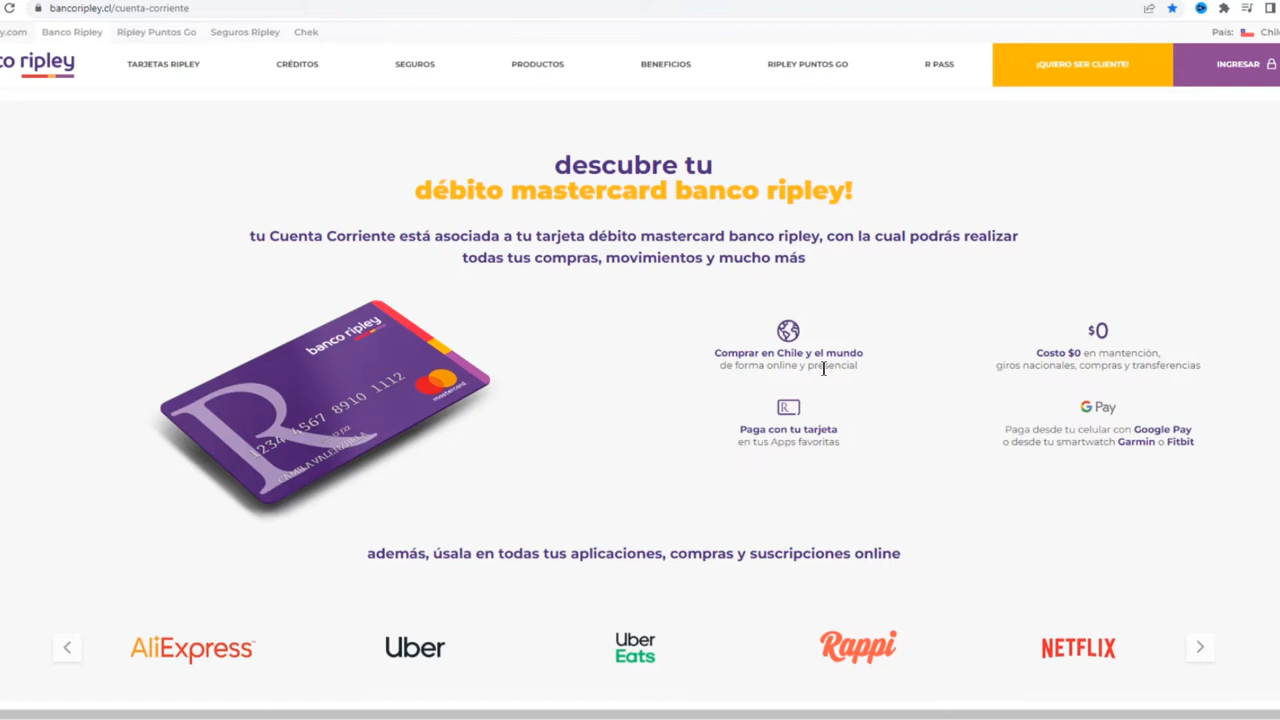 bancoripley.cl/cuenta-corriente
y.com Banco Ripley Ripley Puntos Go Seguros Ripley Chek País: Chile
co ripley TARJETAS RIPLEY CRÉDITOS SEGUROS PRODUCTOS BENEFICIOS RIPLEY PUNTOS GO R PASS ¡QUIERO SER CLIENTE! INGRESAR
descubre tu
débito mastercard banco ripley!
tu Cuenta Corriente está asociada a tu tarjeta débito mastercard banco ripley, con la cual podrás realizar
todas tus compras, movimientos y mucho más
banco ripley
R
1234 4567 8910 1112
mastercard
Comprar en Chile y el mundo
de forma online y presencial
$0
Costo $0 en mantención,
giros nacionales, compras y transferencias
R
Paga con tu tarjeta
en tus Apps favoritas
G Pay
Paga desde tu celular con Google Pay
o desde tu smartwatch Garmin o Fitbit
además, úsala en todas tus aplicaciones, compras y suscripciones online
AliExpress Uber Uber Eats Rappi NETFLIX